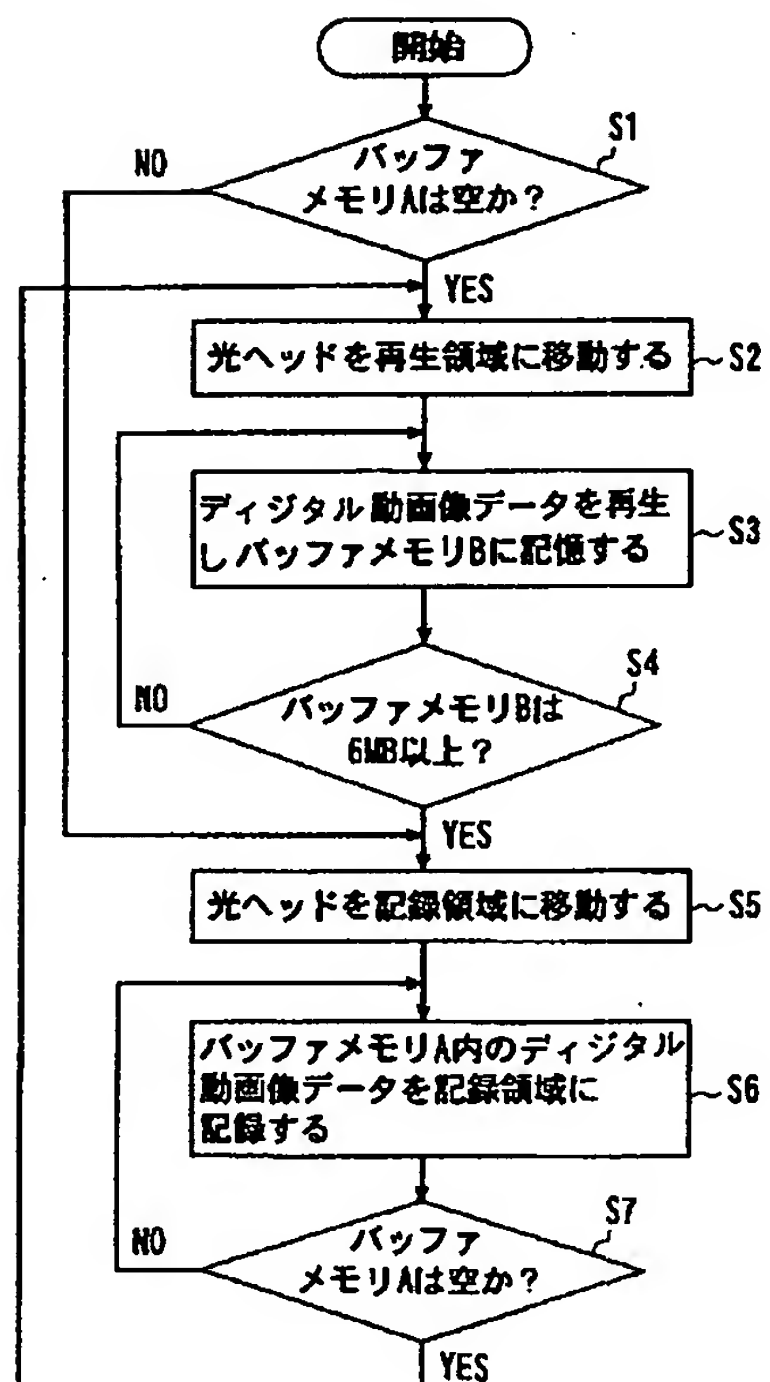 開始
S1
NO
バッファ
メモリAは空か？
YES
光ヘッドを再生領域に移動する
S2
ディジタル動画像データを再生
しバッファメモリBに記憶する
S3
S4
NO
バッファメモリBは
6MB以上？
YES
光ヘッドを記録領域に移動する
S5
バッファメモリA内のディジタル
動画像データを記録領域に
記録する
S6
S7
NO
バッファ
メモリAは空か？
YES